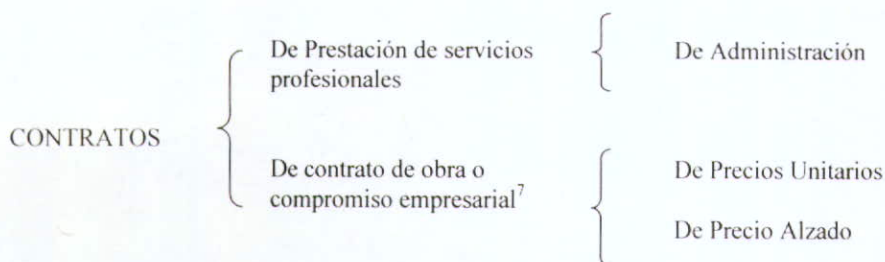 CONTRATOS
De Prestación de servicios
profesionales
De Administración
De contrato de obra o
compromiso empresarial⁷
De Precios Unitarios
De Precio Alzado